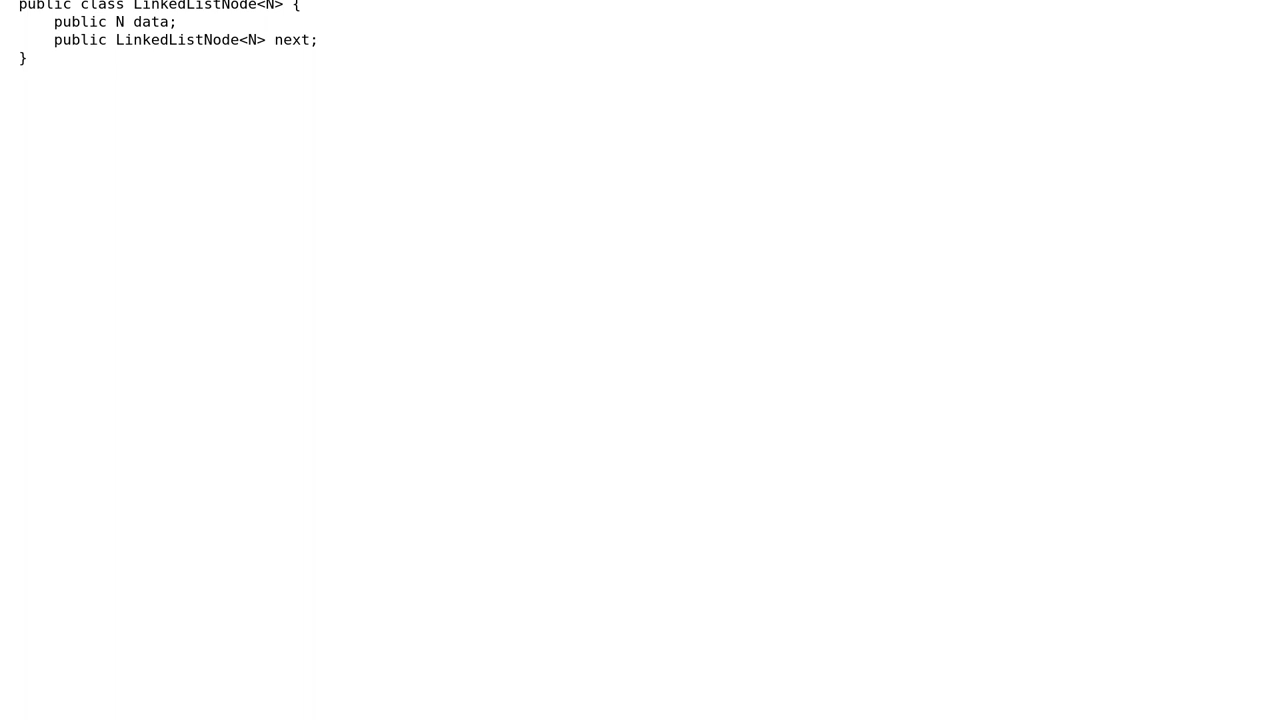 public class LinkedListNode<N> {
    public N data;
    public LinkedListNode<N> next;
}